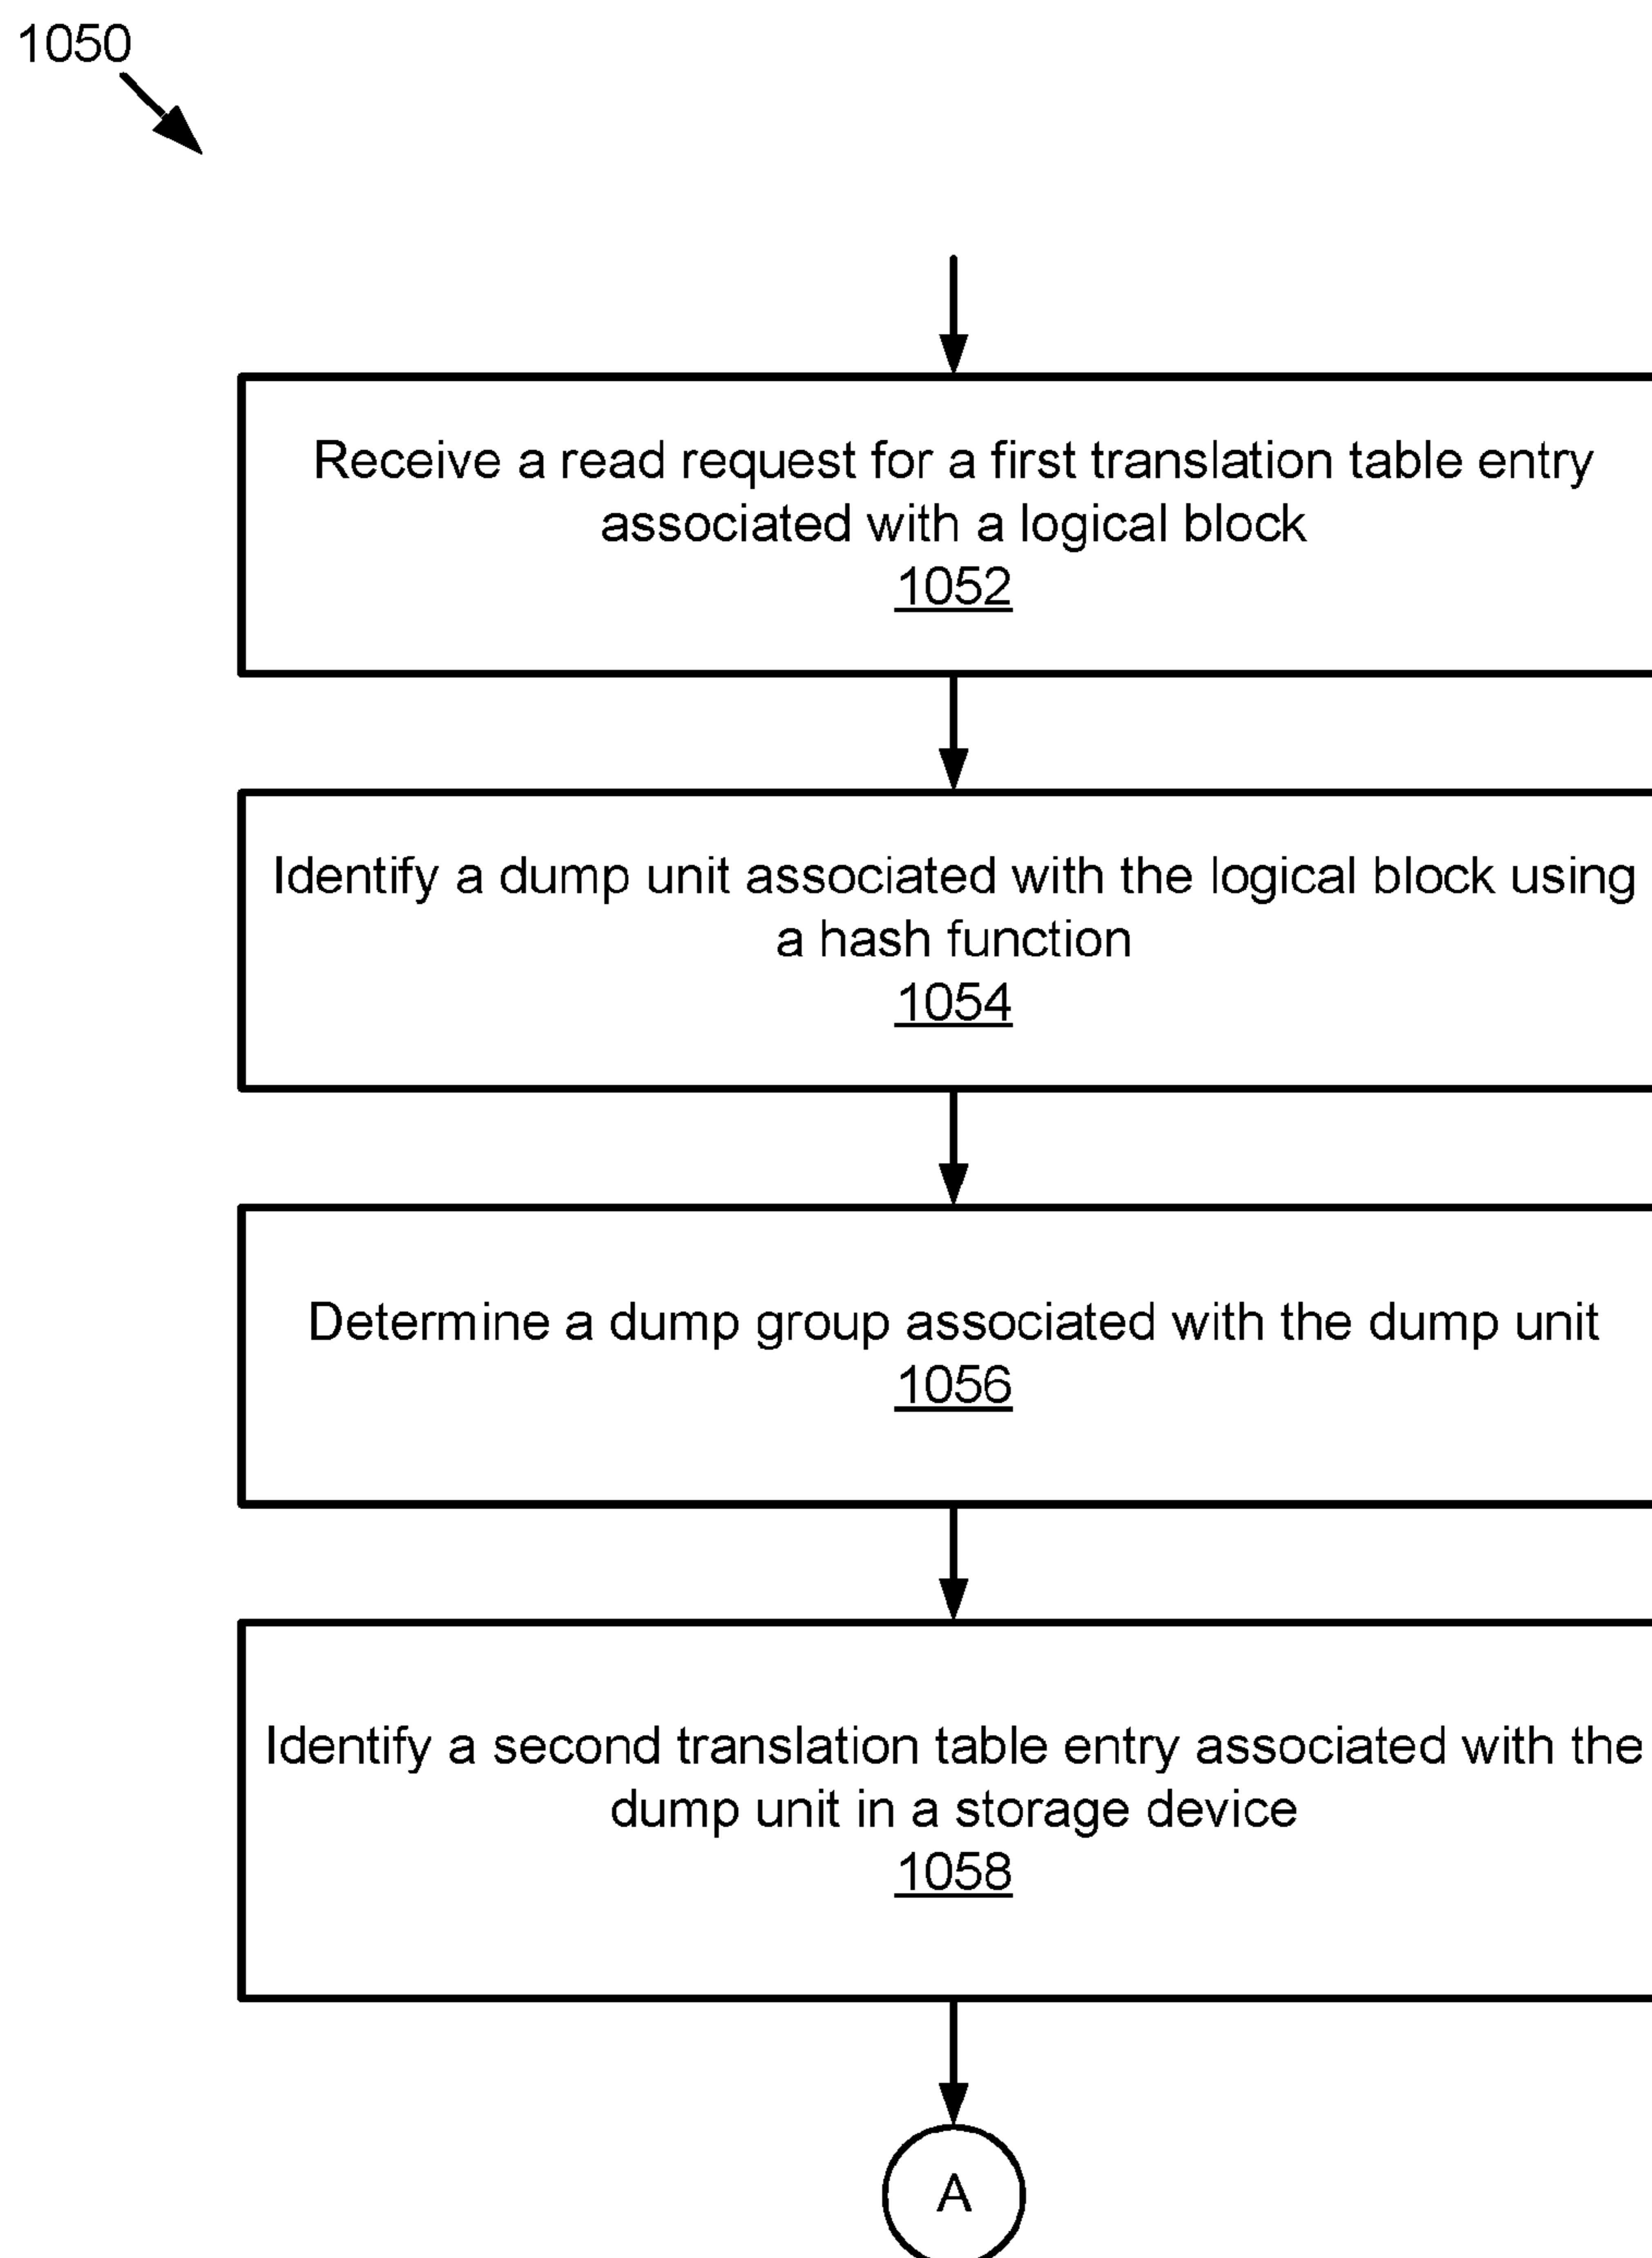 1050
Receive a read request for a first translation table entry
associated with a logical block
1052
Identify a dump unit associated with the logical block using
a hash function
1054
Determine a dump group associated with the dump unit
1056
Identify a second translation table entry associated with the
dump unit in a storage device
1058
A